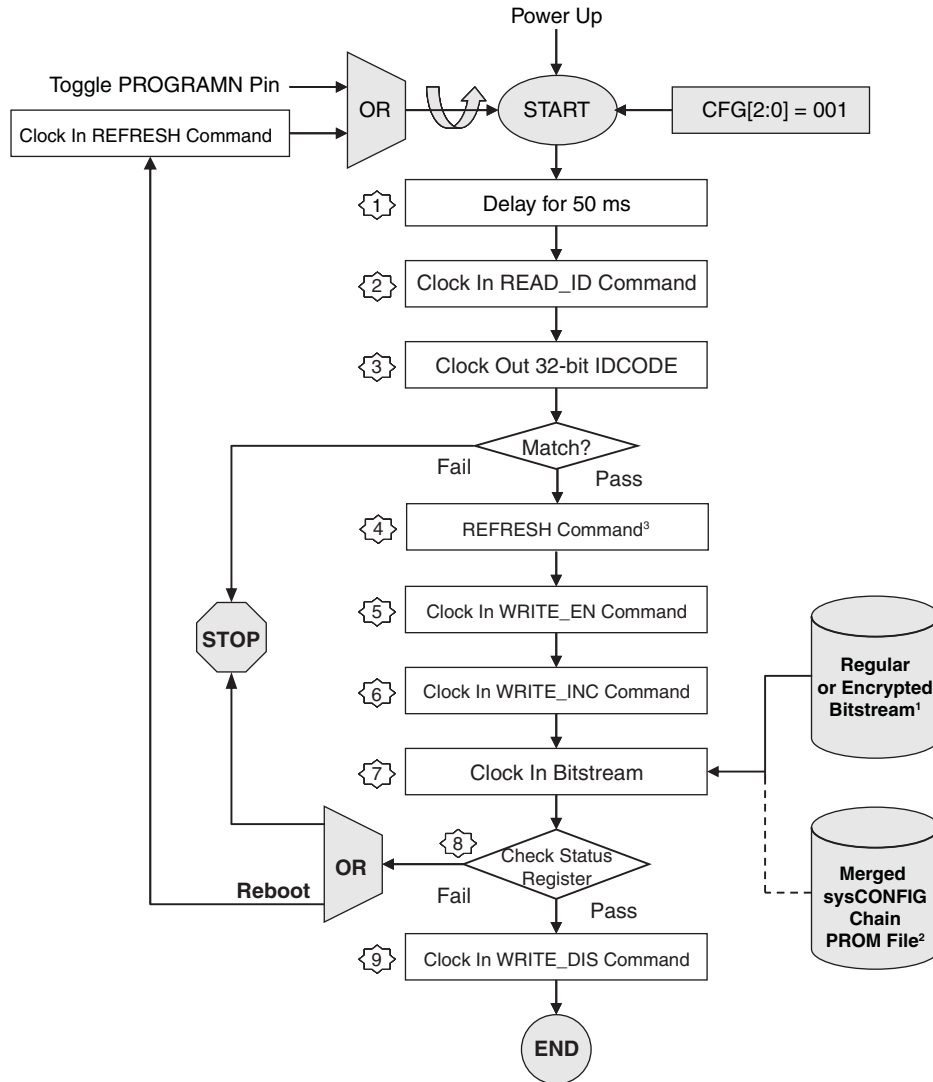 Power Up
Toggle PROGRAMN Pin
OR
START
CFG[2:0] = 001
Clock In REFRESH Command
1
Delay for 50 ms
2
Clock In READ_ID Command
3
Clock Out 32-bit IDCODE
Match?
Fail
Pass
4
REFRESH Command³
5
Clock In WRITE_EN Command
STOP
6
Clock In WRITE_INC Command
Regular
or Encrypted
Bitstream¹
7
Clock In Bitstream
8
Check Status
Register
OR
Reboot
Fail
Pass
Merged
sysCONFIG
Chain
PROM File²
9
Clock In WRITE_DIS Command
END